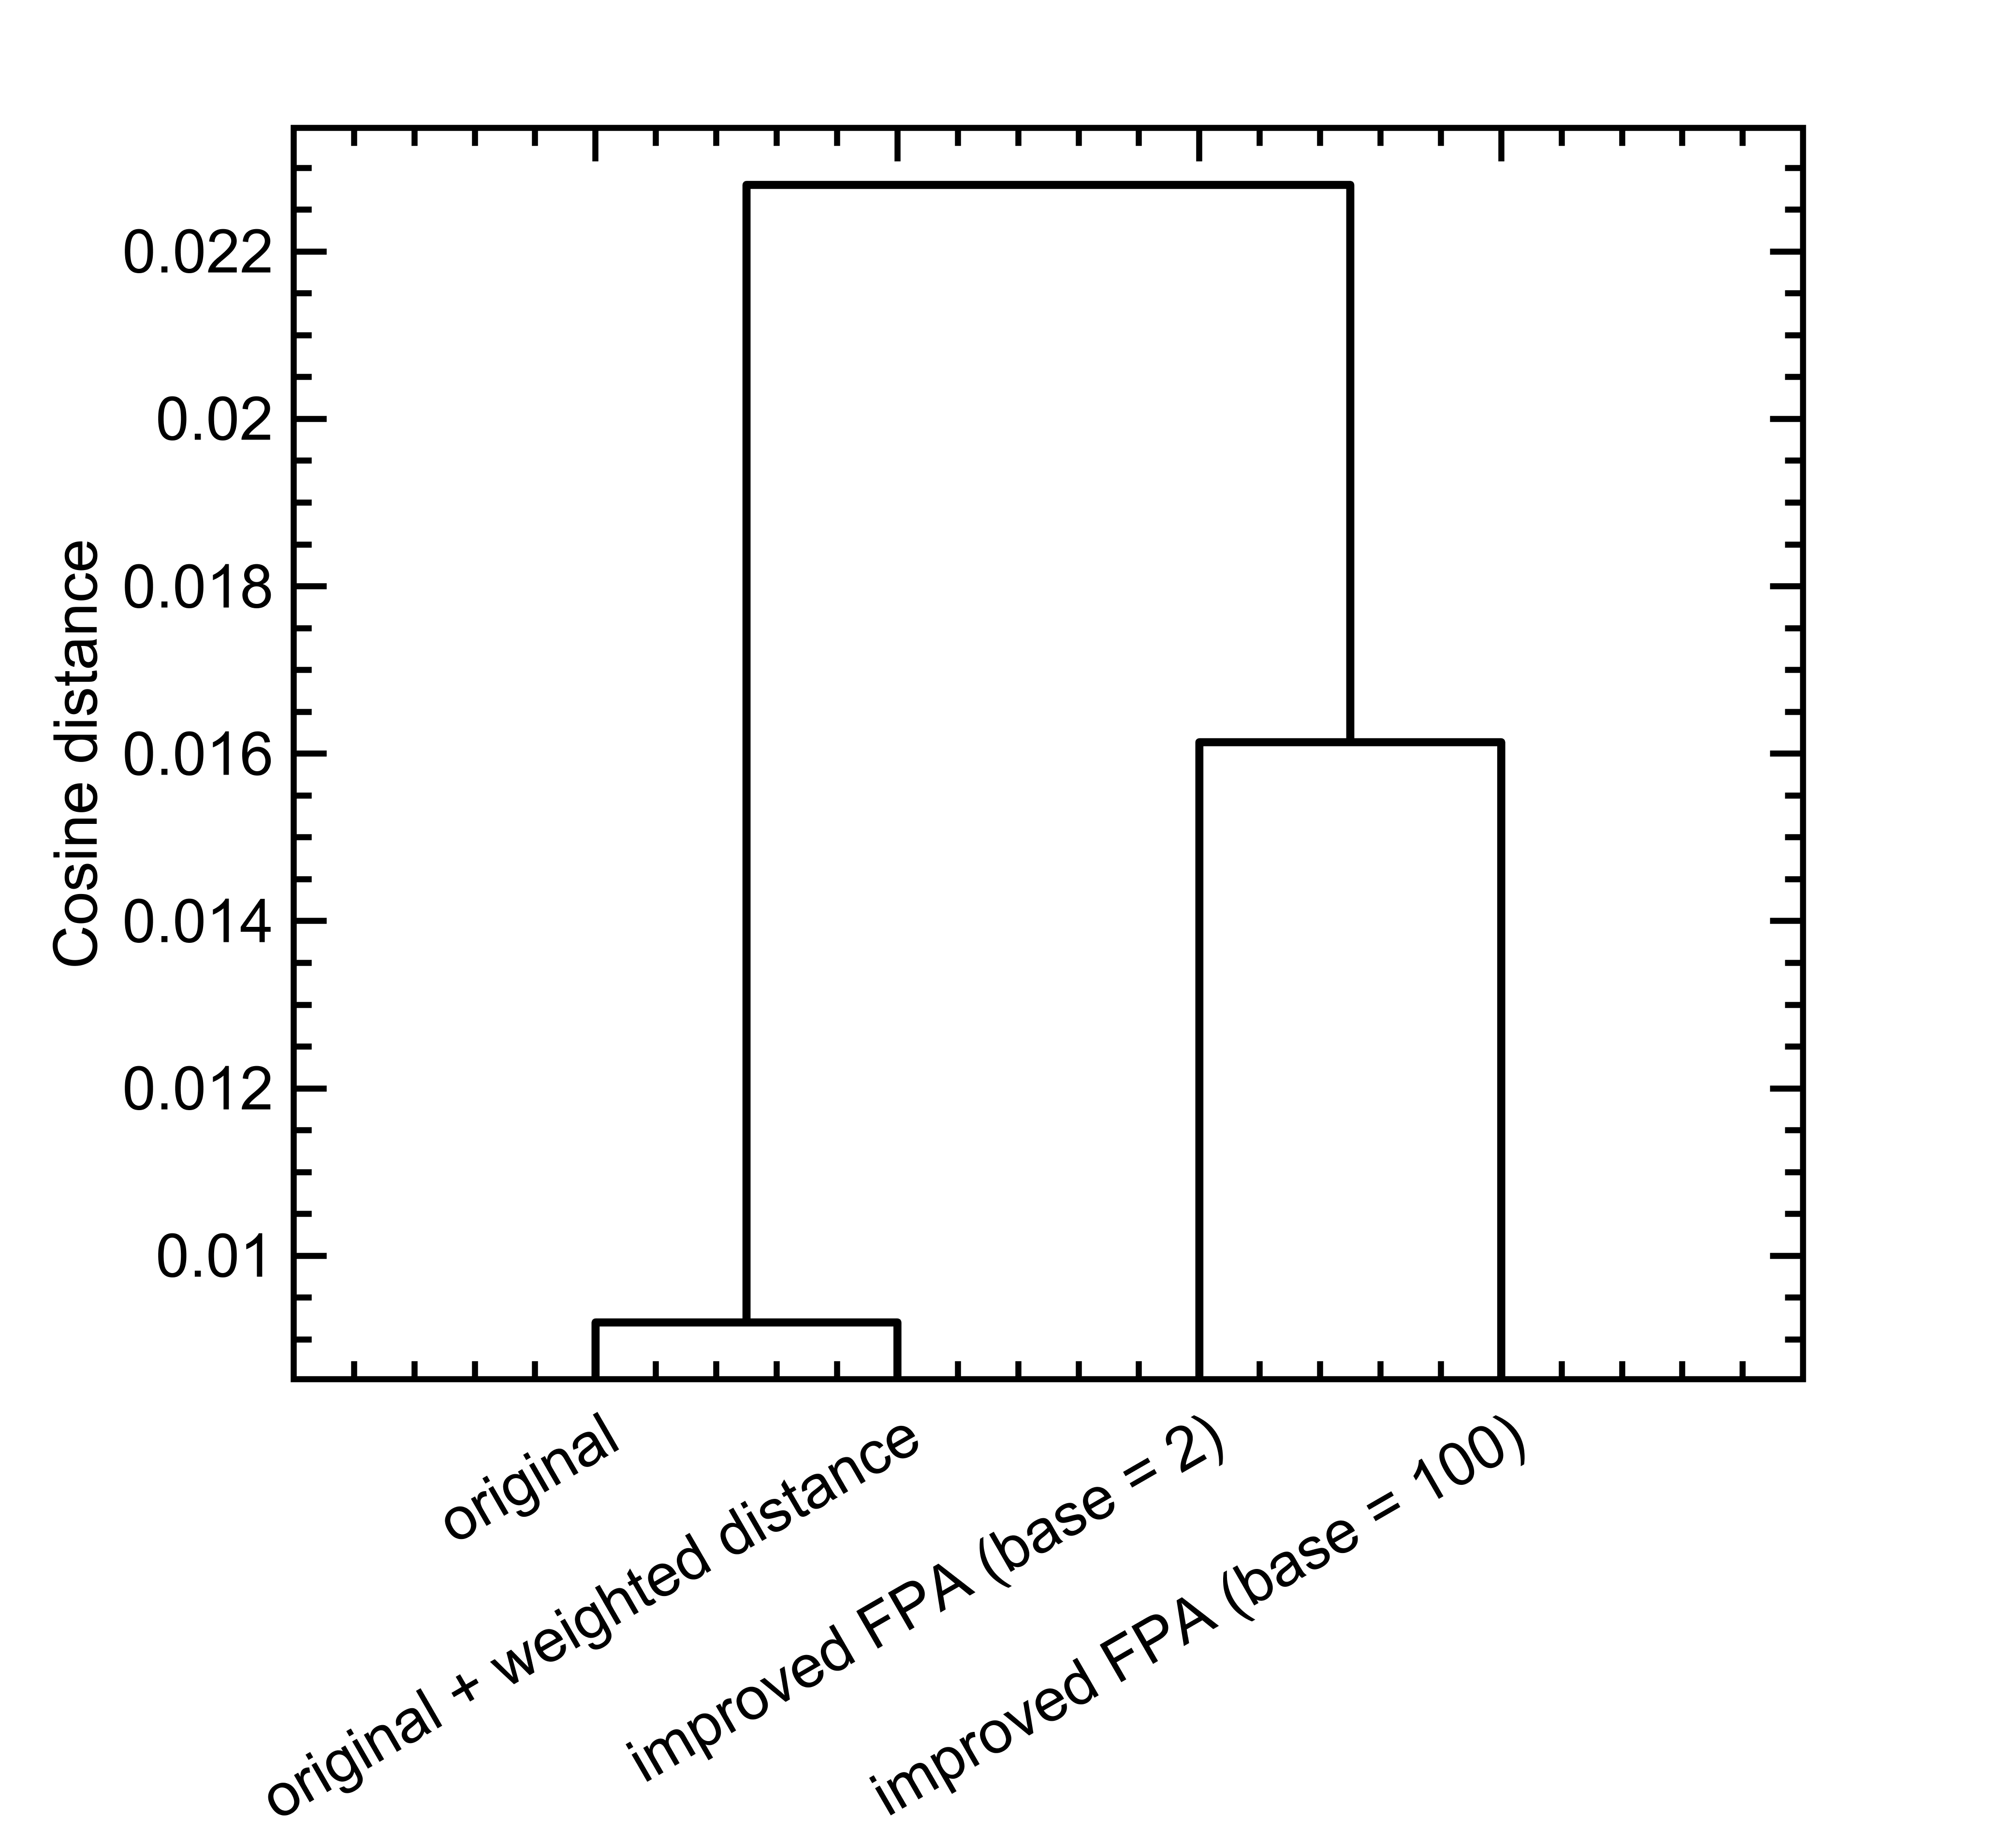 Cosine distance
0.022
0.02
0.018
0.016
0.014
0.012
0.01
original
original + weighted distance
improved FPA (base = 2)
improved FPA (base = 100)